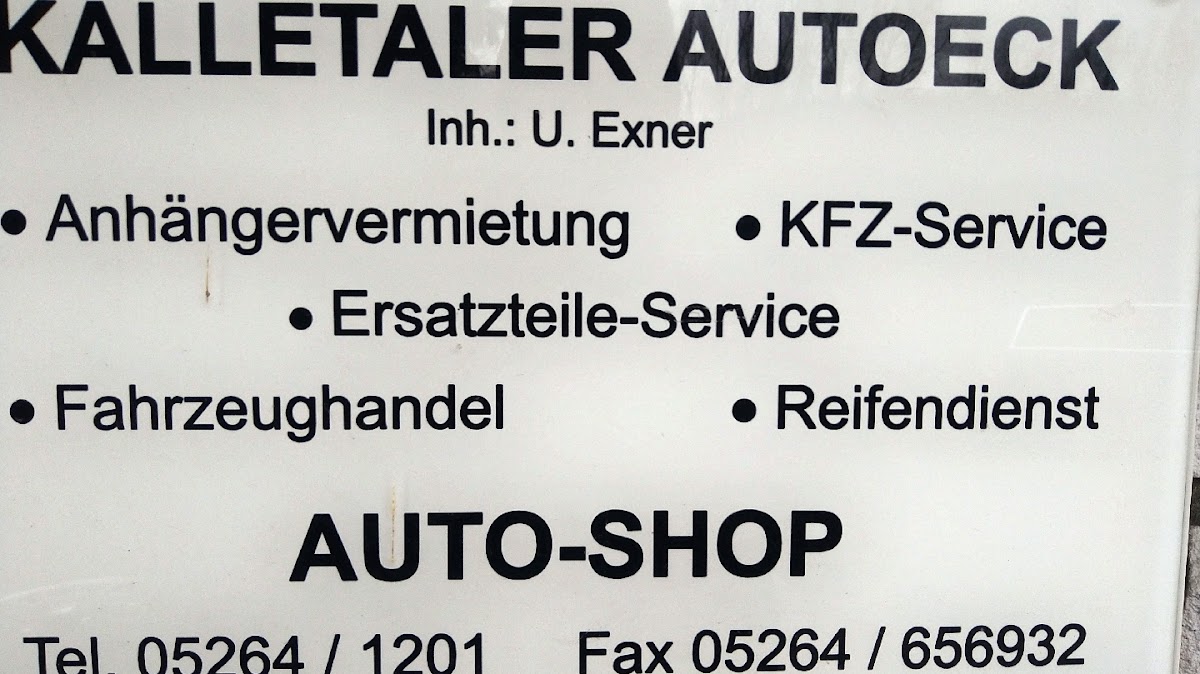 KALLETALER AUTOECK
Inh.: U. Exner
• Anhängervermietung • KFZ-Service
• Ersatzteile-Service
• Fahrzeughandel • Reifendienst
AUTO-SHOP
Tel. 05264 / 1201 Fax 05264 / 656932